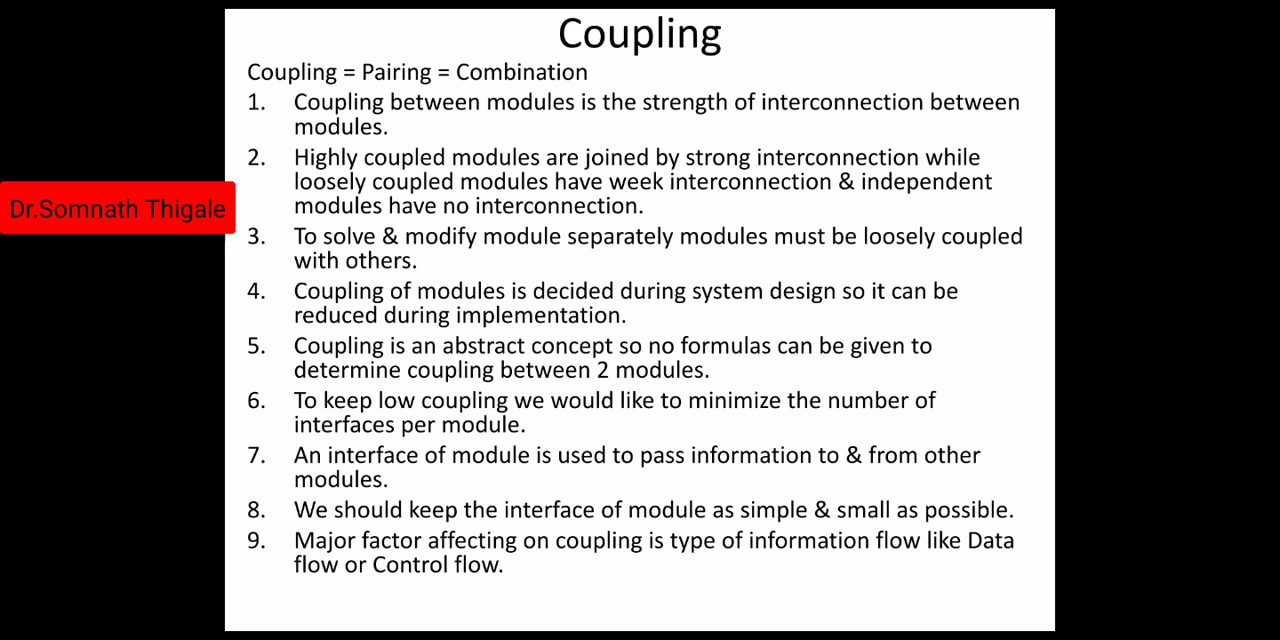 Coupling
Coupling = Pairing = Combination
1. Coupling between modules is the strength of interconnection between
modules.
2. Highly coupled modules are joined by strong interconnection while
loosely coupled modules have week interconnection & independent
modules have no interconnection.
Dr.Somnath Thigale
3. To solve & modify module separately modules must be loosely coupled
with others.
4. Coupling of modules is decided during system design so it can be
reduced during implementation.
5. Coupling is an abstract concept so no formulas can be given to
determine coupling between 2 modules.
6. To keep low coupling we would like to minimize the number of
interfaces per module.
7. An interface of module is used to pass information to & from other
modules.
8. We should keep the interface of module as simple & small as possible.
9. Major factor affecting on coupling is type of information flow like Data
flow or Control flow.